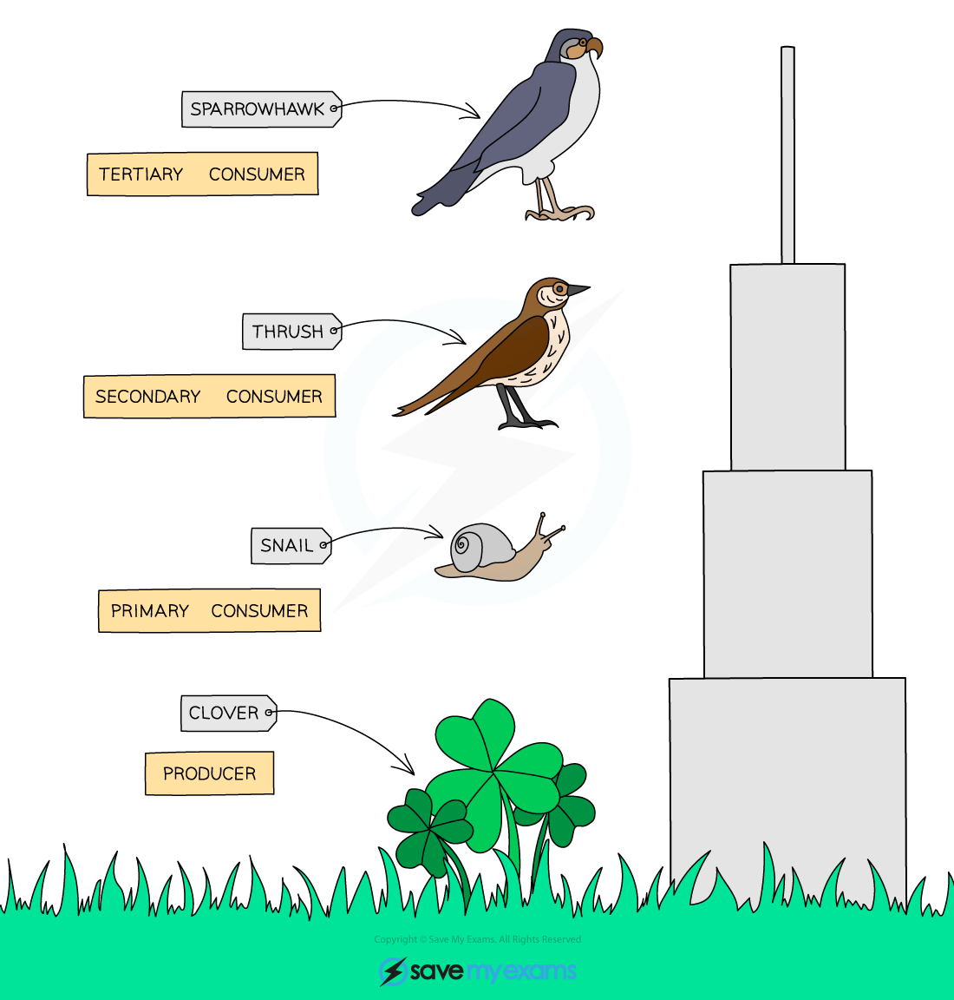 SPARROWHAWK
TERTIARY CONSUMER
THRUSH
SECONDARY CONSUMER
SNAIL
PRIMARY CONSUMER
CLOVER
PRODUCER
Copyright © Save My Exams. All Rights Reserved
save my exams